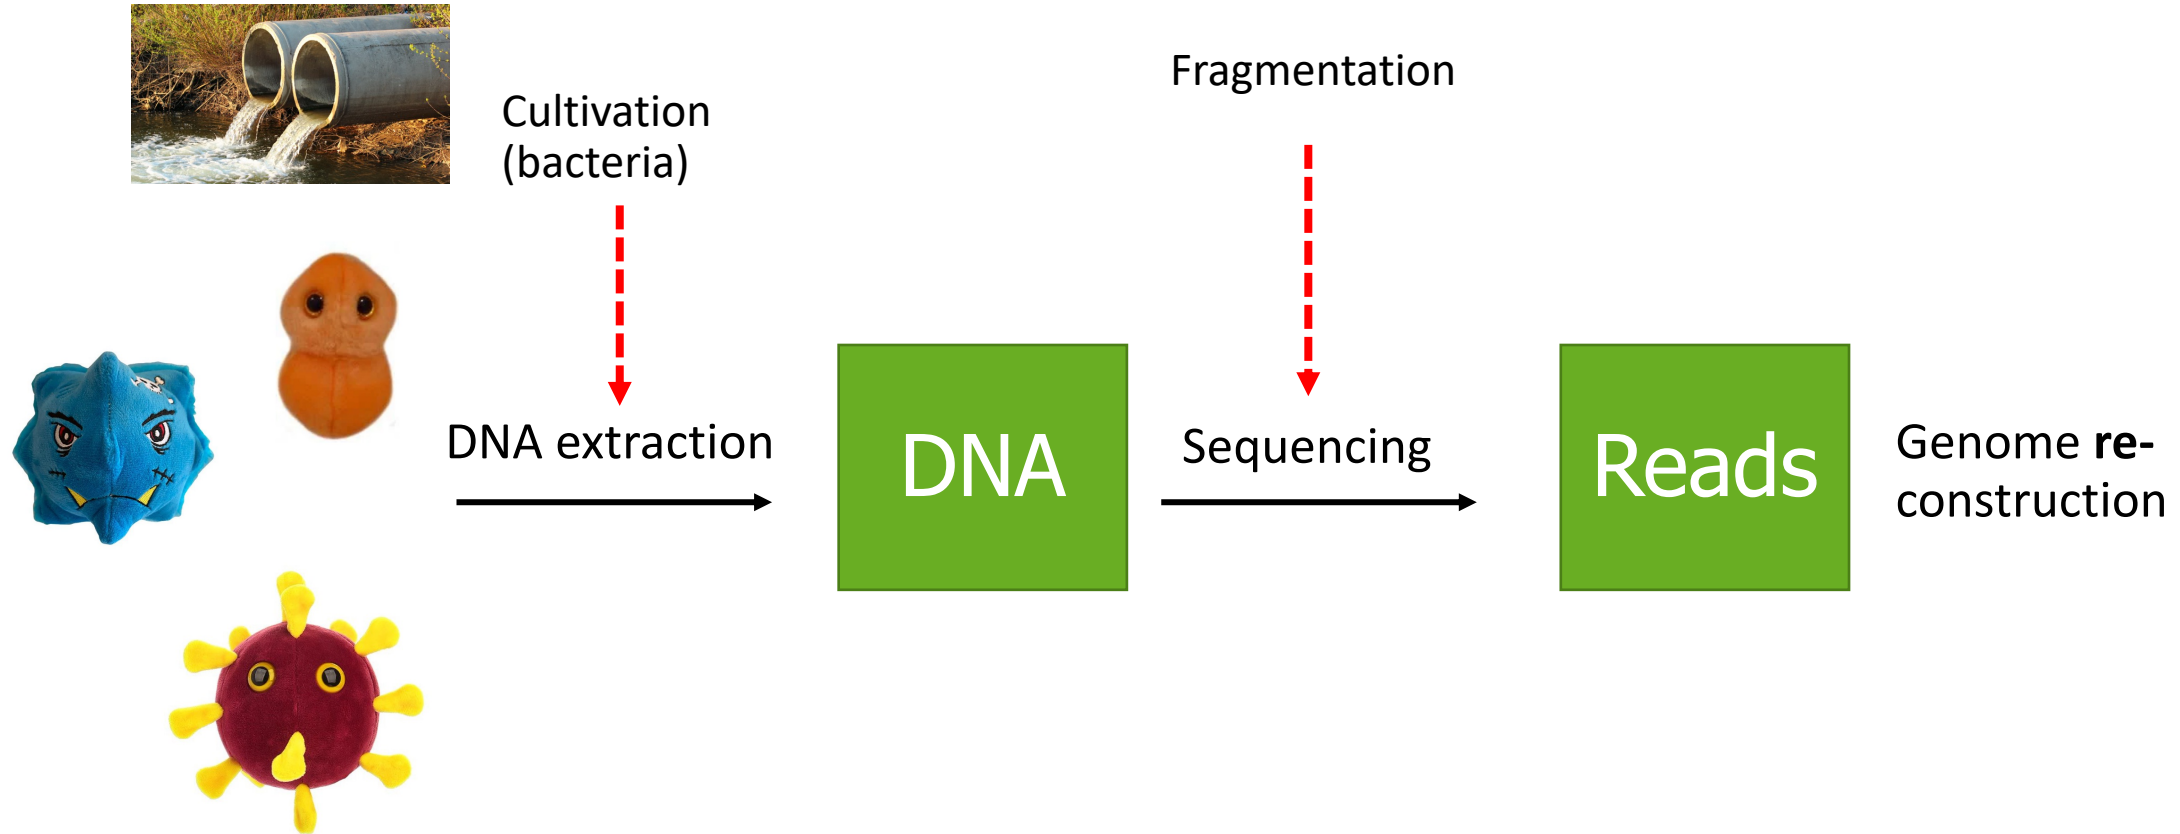 Cultivation
(bacteria)
Fragmentation
DNA extraction
DNA
Sequencing
Reads
Genome re-
construction